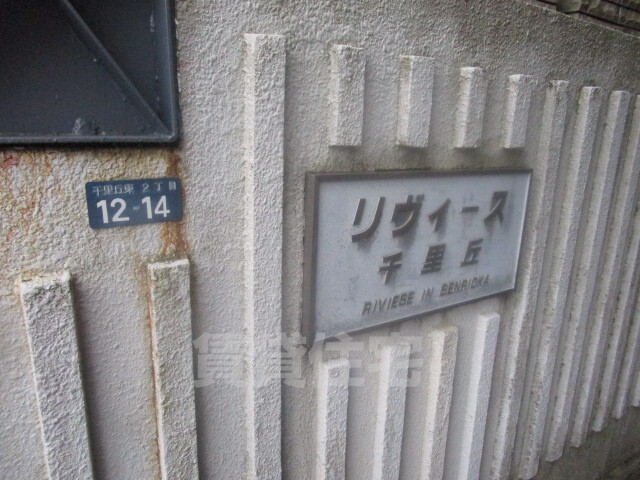 千里丘東 2丁目
12-14
リヴィース
千里丘
RIVIESE IN SENRIOKA
賃貸住宅